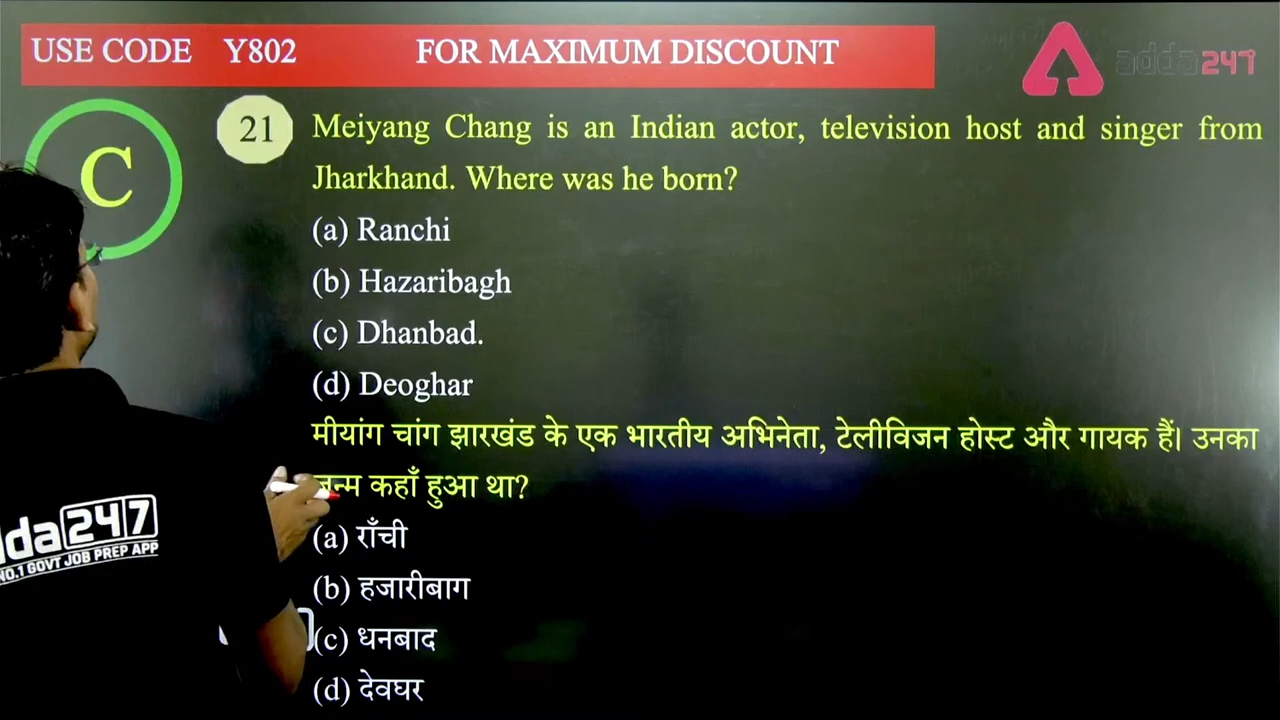 USE CODE Y802 FOR MAXIMUM DISCOUNT
adda247
C
21 Meiyang Chang is an Indian actor, television host and singer from
Jharkhand. Where was he born?
(a) Ranchi
(b) Hazaribagh
(c) Dhanbad.
(d) Deoghar
मीयांग चांग झारखंड के एक भारतीय अभिनेता, टेलीविजन होस्ट और गायक हैं। उनका
जन्म कहाँ हुआ था?
(a) राँची
(b) हजारीबाग
(c) धनबाद
(d) देवघर
dda247
NO.1 GOVT JOB PREP APP